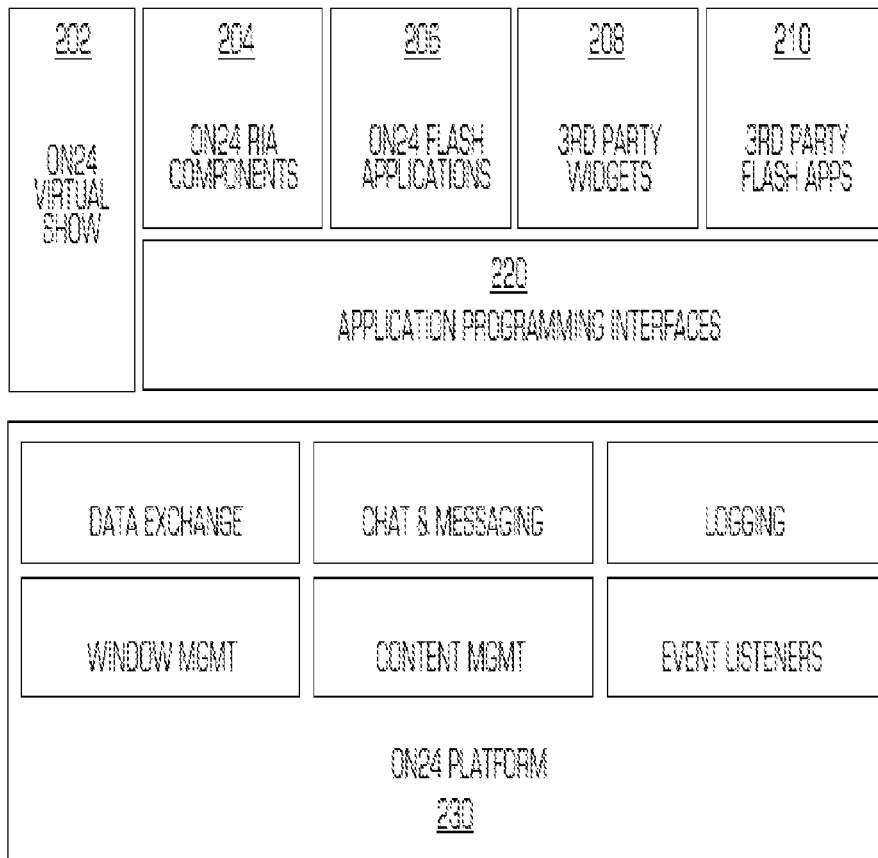 202
ON24
VIRTUAL
SHOW
204
ON24 RIA
COMPONENTS
206
ON24 FLASH
APPLICATIONS
208
3RD PARTY
WIDGETS
210
3RD PARTY
FLASH APPS
220
APPLICATION PROGRAMMING INTERFACES
DATA EXCHANGE
CHAT & MESSAGING
LOGGING
WINDOW MGMT
CONTENT MGMT
EVENT LISTENERS
ON24 PLATFORM
230